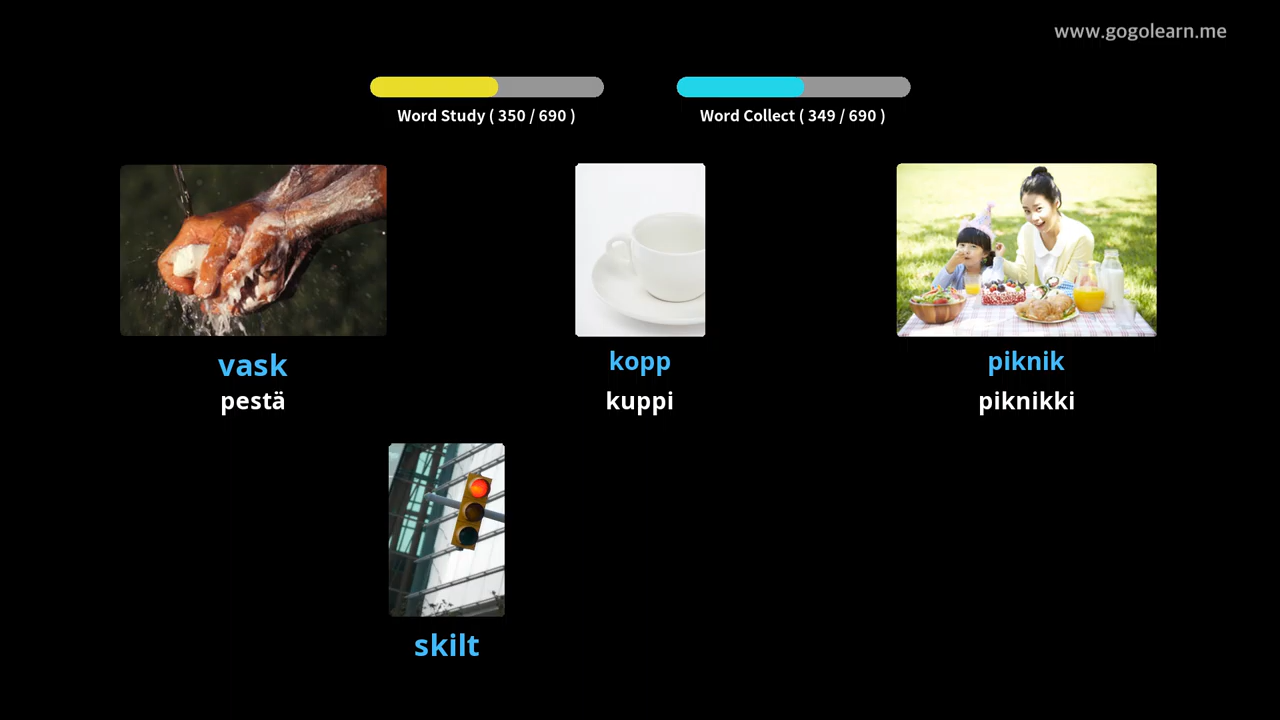 www.gogolearn.me
Word Study ( 350 / 690 )
Word Collect ( 349 / 690 )
vask
pestä
kopp
kuppi
piknik
piknikki
skilt